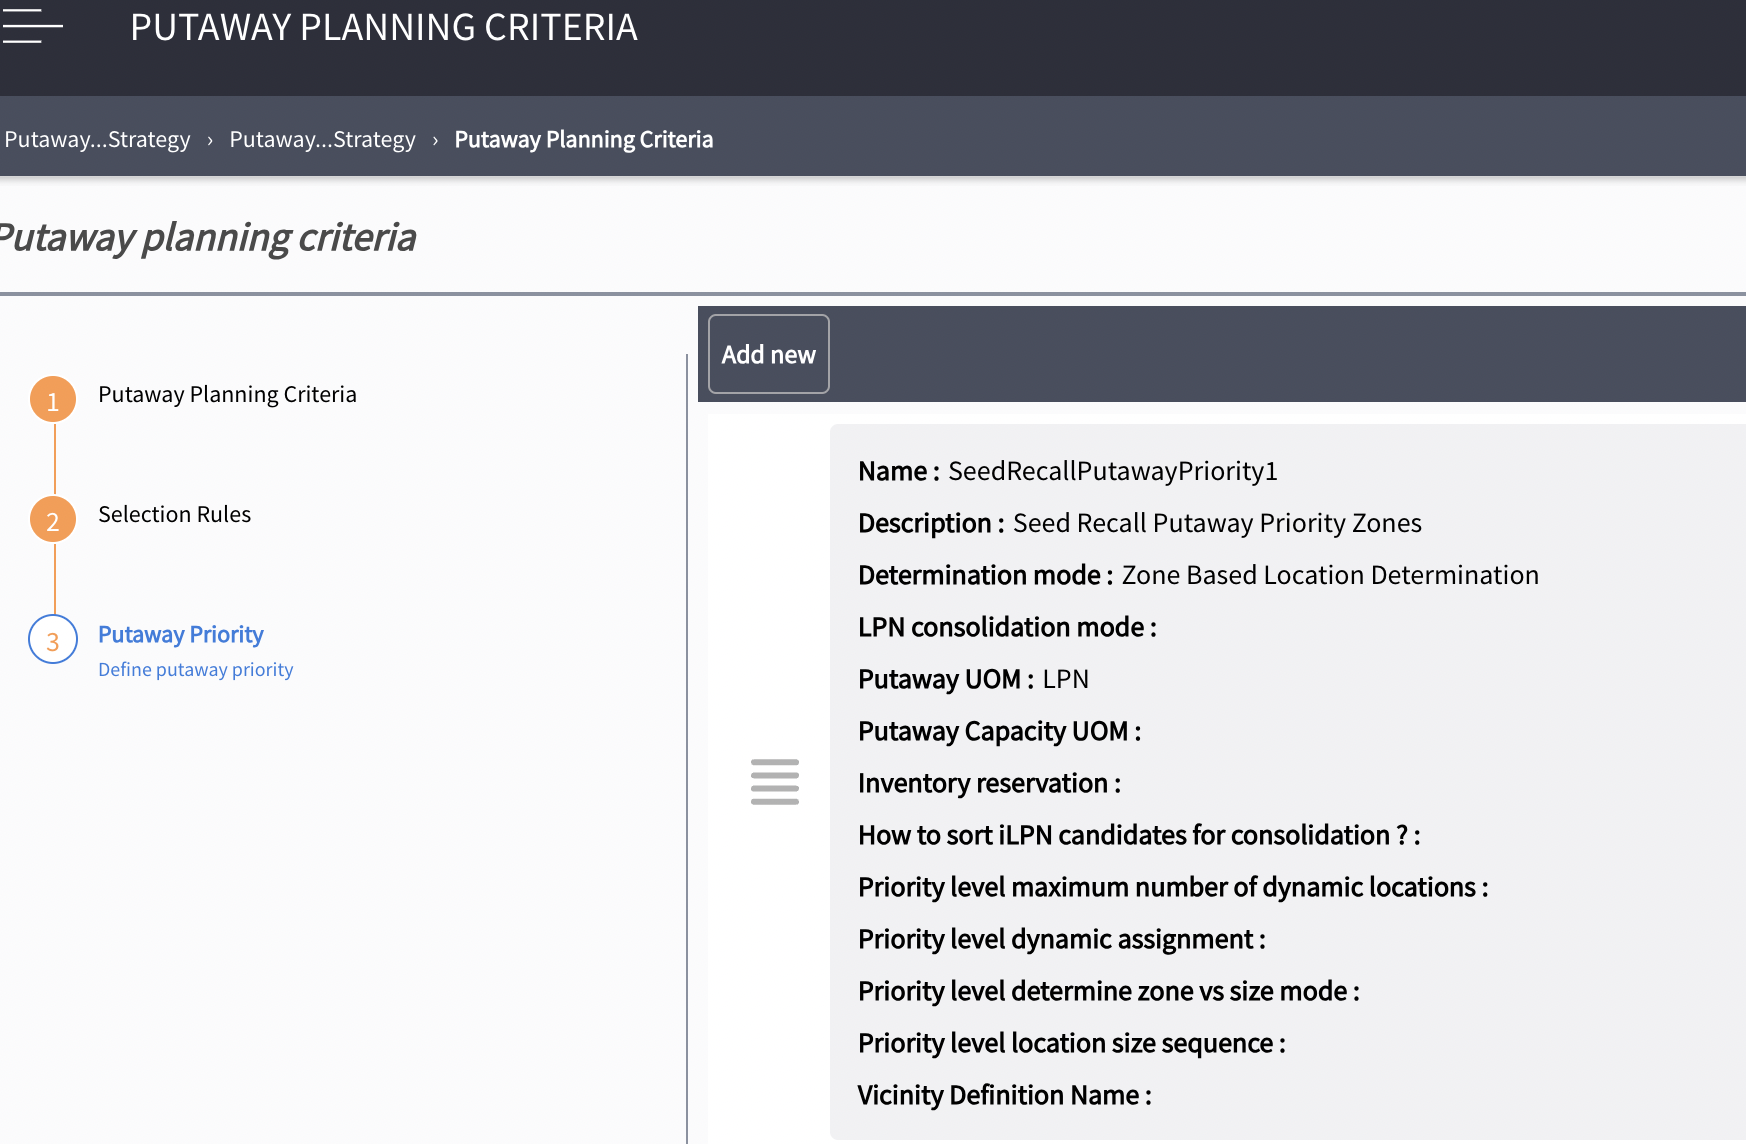 PUTAWAY PLANNING CRITERIA
Putaway...Strategy › Putaway...Strategy › Putaway Planning Criteria
Putaway planning criteria
Add new
1 Putaway Planning Criteria
2 Selection Rules
3 Putaway Priority
Define putaway priority
Name : SeedRecallPutawayPriority1
Description : Seed Recall Putaway Priority Zones
Determination mode : Zone Based Location Determination
LPN consolidation mode :
Putaway UOM : LPN
Putaway Capacity UOM :
Inventory reservation :
How to sort iLPN candidates for consolidation ? :
Priority level maximum number of dynamic locations :
Priority level dynamic assignment :
Priority level determine zone vs size mode :
Priority level location size sequence :
Vicinity Definition Name :